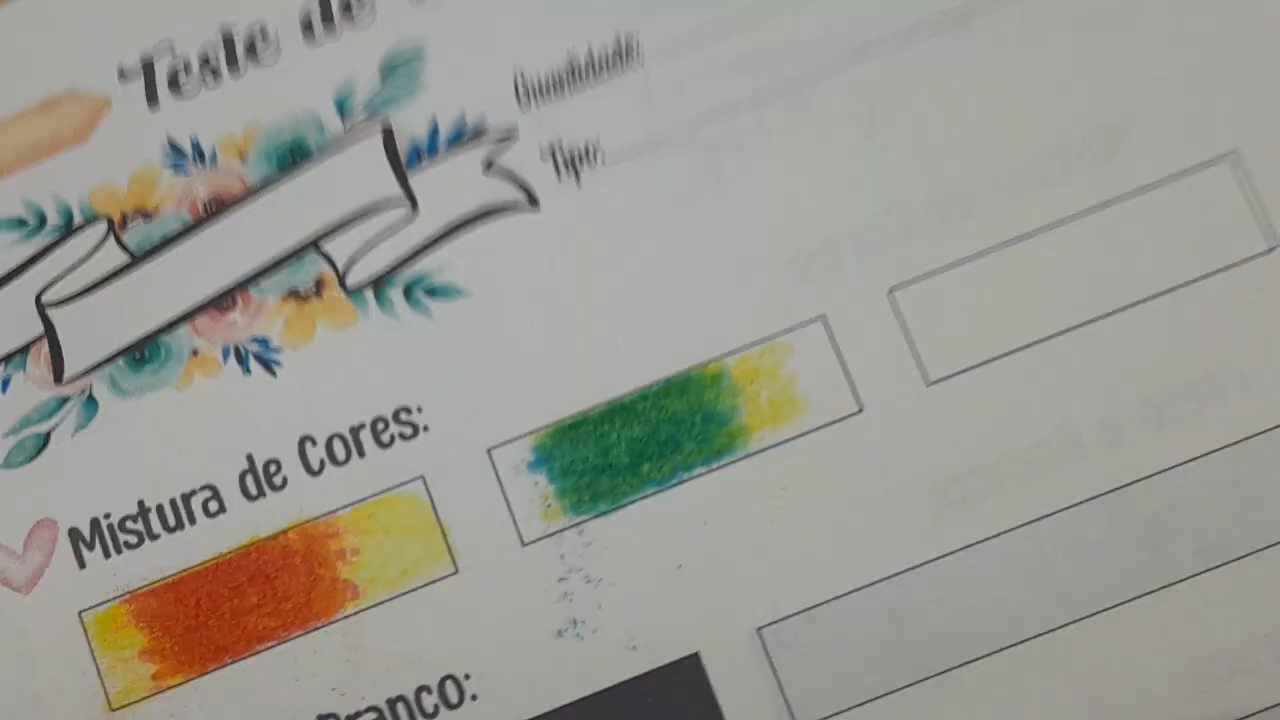 Teste de
Quantidade:
Tipo:
Mistura de Cores:
Branco: